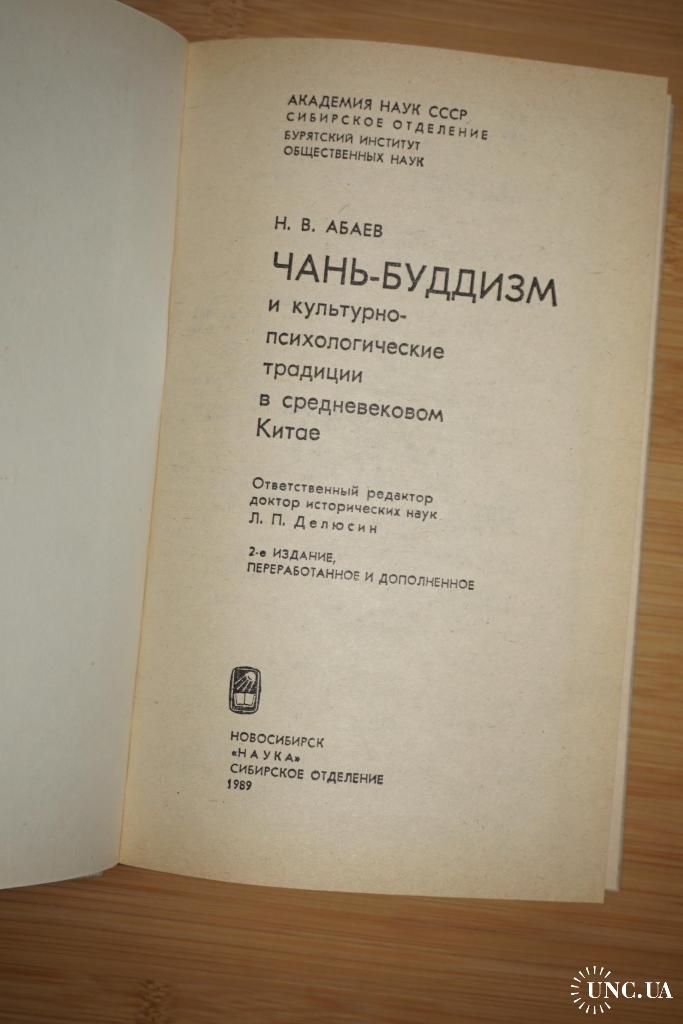 АКАДЕМИЯ НАУК СССР
СИБИРСКОЕ ОТДЕЛЕНИЕ
БУРЯТСКИЙ ИНСТИТУТ
ОБЩЕСТВЕННЫХ НАУК
Н. В. АБАЕВ
ЧАНЬ-БУДДИЗМ
и культурно-
психологические
традиции
в средневековом
Китае
Ответственный редактор
доктор исторических наук
Л. П. Делюсин
2-е ИЗДАНИЕ,
ПЕРЕРАБОТАННОЕ И ДОПОЛНЕННОЕ
НОВОСИБИРСК
«НАУКА»
СИБИРСКОЕ ОТДЕЛЕНИЕ
1989
UNC.UA